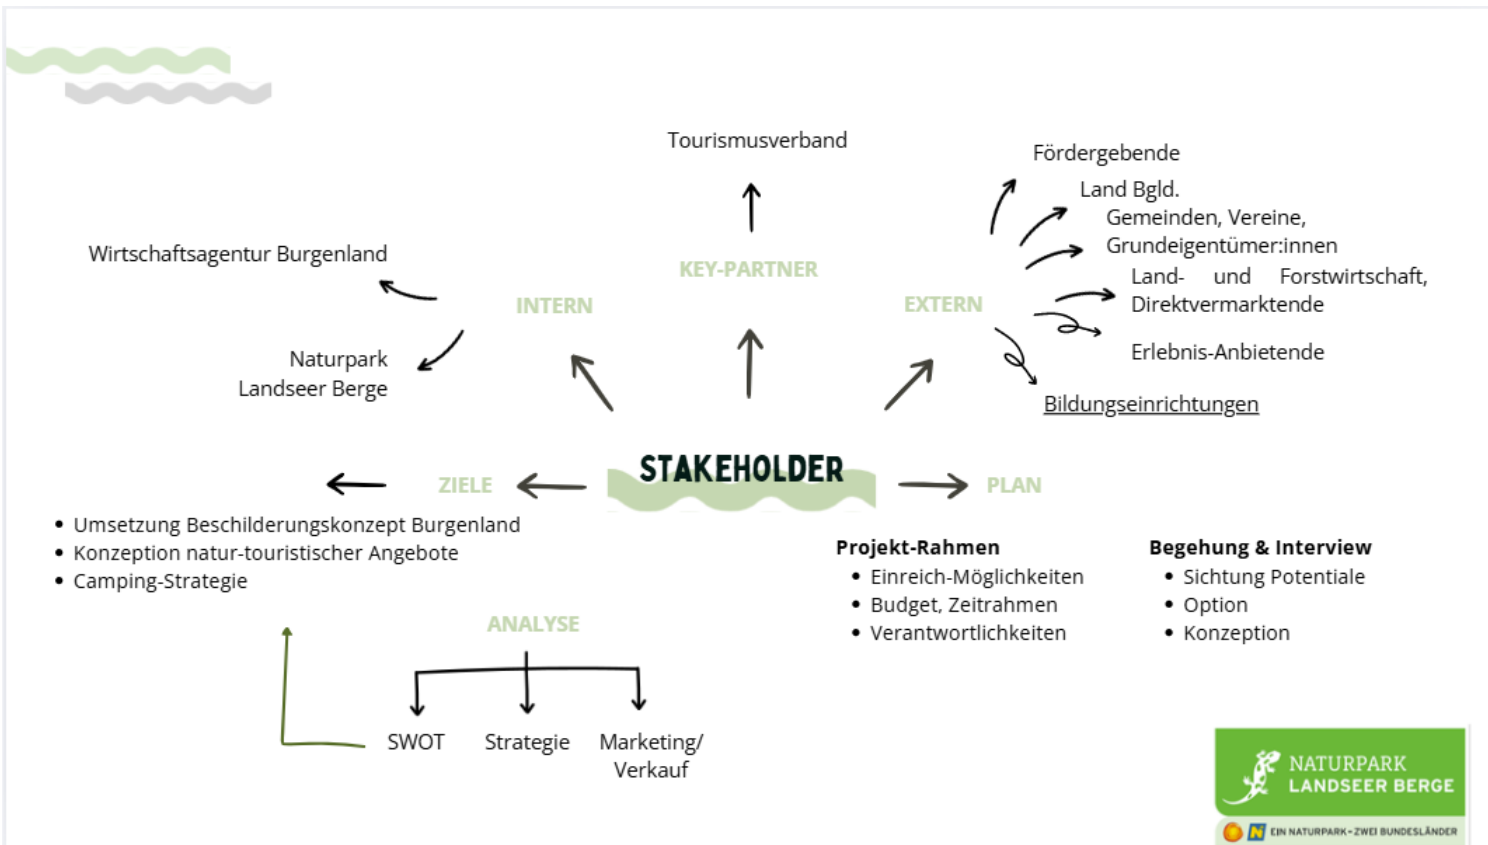 Tourismusverband
Fördergebende
Land Bgld.
Gemeinden, Vereine,
Grundeigentümer:innen
Wirtschaftsagentur Burgenland
KEY-PARTNER
Land- und Forstwirtschaft,
Direktvermarktende
INTERN
EXTERN
Naturpark
Landseer Berge
Erlebnis-Anbietende
Bildungseinrichtungen
STAKEHOLDER
ZIELE
PLAN
• Umsetzung Beschilderungskonzept Burgenland
• Konzeption natur-touristischer Angebote
• Camping-Strategie
Projekt-Rahmen
• Einreich-Möglichkeiten
• Budget, Zeitrahmen
• Verantwortlichkeiten
Begehung & Interview
• Sichtung Potentiale
• Option
• Konzeption
ANALYSE
SWOT
Strategie
Marketing/
Verkauf
NATURPARK
LANDSEER BERGE
N
EIN NATURPARK-ZWEI BUNDESLÄNDER